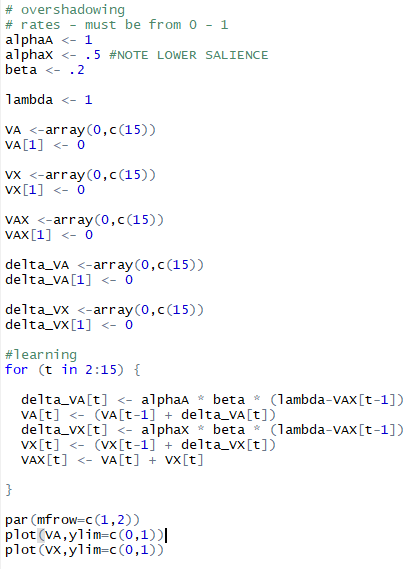 # overshadowing
# rates - must be from 0 - 1
alphaA <- 1
alphaX <- .5 #NOTE LOWER SALIENCE
beta <- .2
lambda <- 1
VA <-array(0,c(15))
VA[1] <- 0
VX <-array(0,c(15))
VX[1] <- 0
VAX <-array(0,c(15))
VAX[1] <- 0
delta_VA <-array(0,c(15))
delta_VA[1] <- 0
delta_VX <-array(0,c(15))
delta_VX[1] <- 0
#learning
for (t in 2:15) {
  delta_VA[t] <- alphaA * beta * (lambda-VAX[t-1])
  VA[t] <- (VA[t-1] + delta_VA[t])
  delta_VX[t] <- alphaX * beta * (lambda-VAX[t-1])
  VX[t] <- (VX[t-1] + delta_VX[t])
  VAX[t] <- VA[t] + VX[t]
}
par(mfrow=c(1,2))
plot(VA,ylim=c(0,1))
plot(VX,ylim=c(0,1))